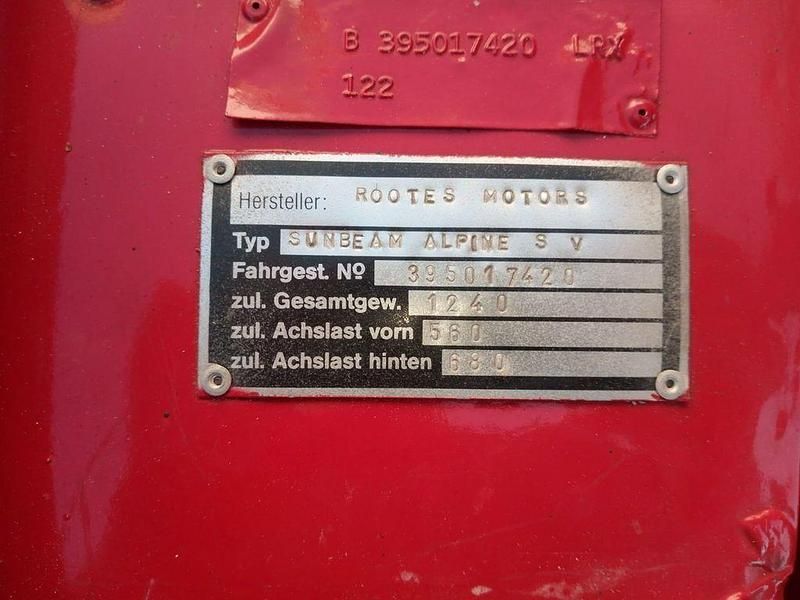 B 395017420 LRX
122
Hersteller: ROOTES MOTORS
Typ SUNBEAM ALPINE S V
Fahrgest. Nº 395017420
zul. Gesamtgew. 1240
zul. Achslast vorn 560
zul. Achslast hinten 680